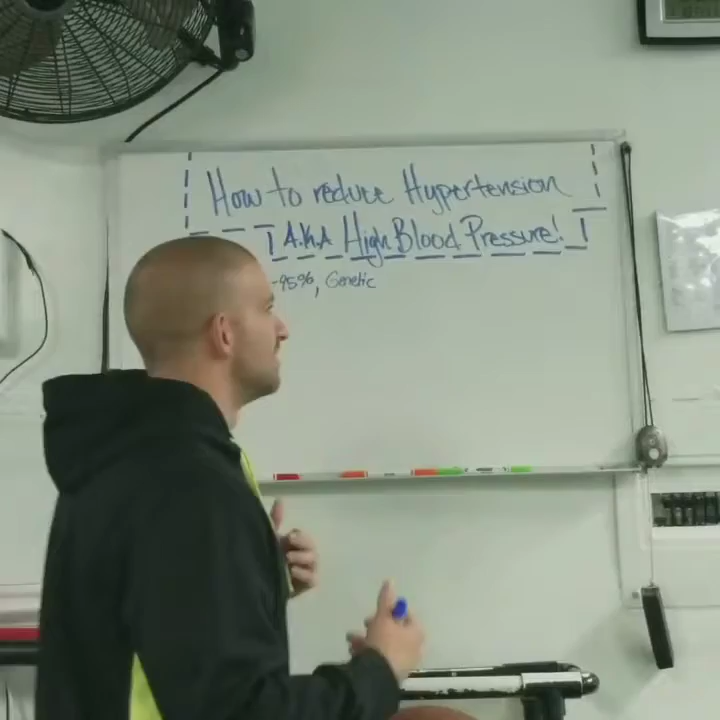 How to reduce Hypertension
A.K.A High Blood Pressure!
-95%, Genetic